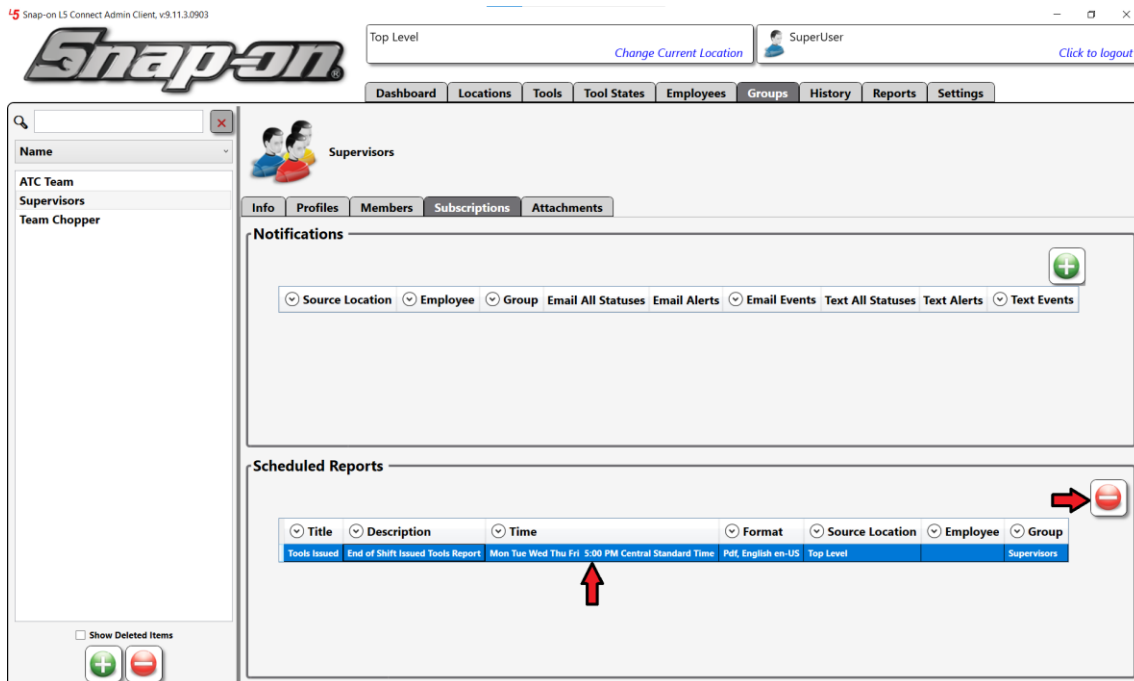 L5 Snap-on L5 Connect Admin Client, v:9.11.3.0903
Snap-on®
Top Level
Change Current Location
SuperUser
Click to logout
Dashboard Locations Tools Tool States Employees Groups History Reports Settings
Name
ATC Team
Supervisors
Team Chopper
Show Deleted Items
Supervisors
Info Profiles Members Subscriptions Attachments
Notifications
Source Location Employee Group Email All Statuses Email Alerts Email Events Text All Statuses Text Alerts Text Events
Scheduled Reports
Title Description Time Format Source Location Employee Group
Tools Issued End of Shift Issued Tools Report Mon Tue Wed Thu Fri 5:00 PM Central Standard Time Pdf, English en-US Top Level Supervisors